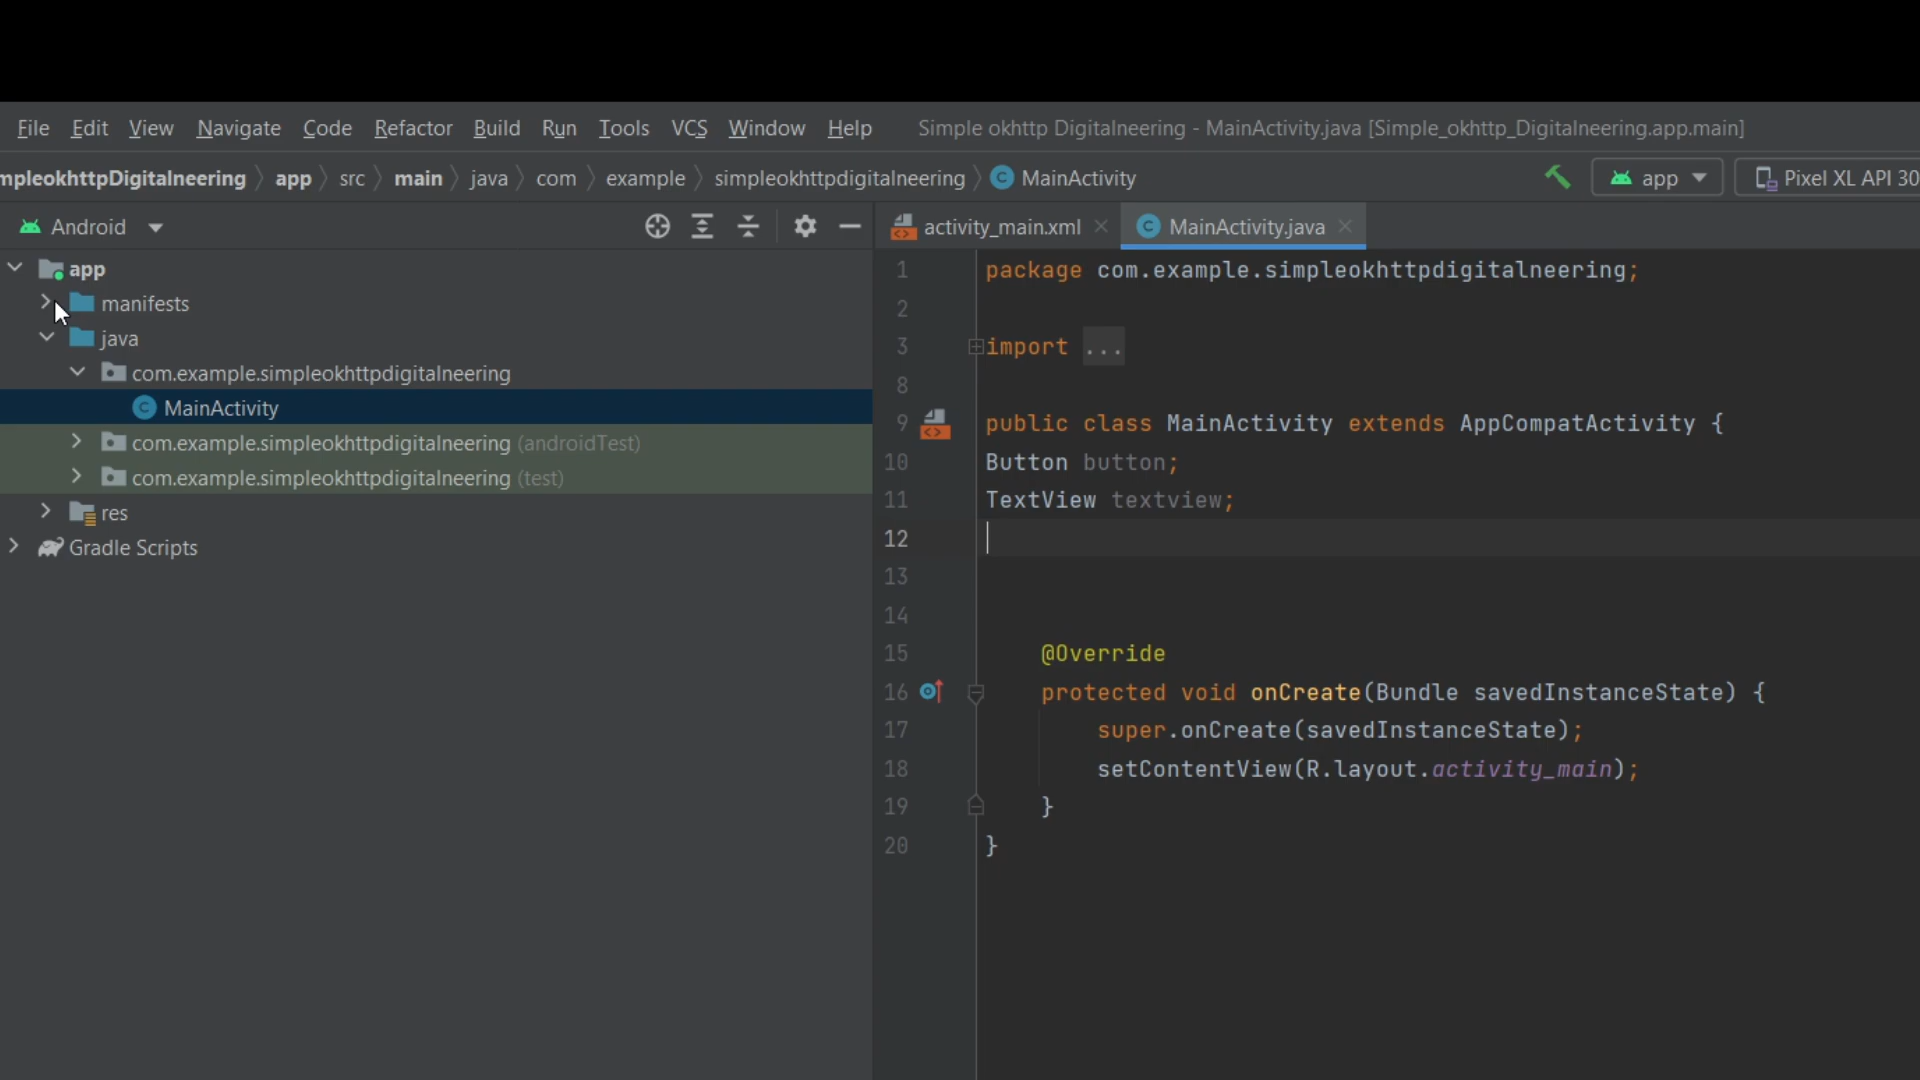 File Edit View Navigate Code Refactor Build Run Tools VCS Window Help Simple okhttp Digitalneering - MainActivity.java [Simple_okhttp_Digitalneering.app.main]
mpleokhttpDigitalneering app src main java com example simpleokhttpdigitalneering MainActivity app Pixel XL API 30
Android
activity_main.xml MainActivity.java
app
manifests
java
com.example.simpleokhttpdigitalneering
MainActivity
com.example.simpleokhttpdigitalneering (androidTest)
com.example.simpleokhttpdigitalneering (test)
res
Gradle Scripts
1 package com.example.simpleokhttpdigitalneering;
2
3 import ...
8
9 public class MainActivity extends AppCompatActivity {
10 Button button;
11 TextView textview;
12
13
14
15 @Override
16 protected void onCreate(Bundle savedInstanceState) {
17 super.onCreate(savedInstanceState);
18 setContentView(R.layout.activity_main);
19 }
20 }